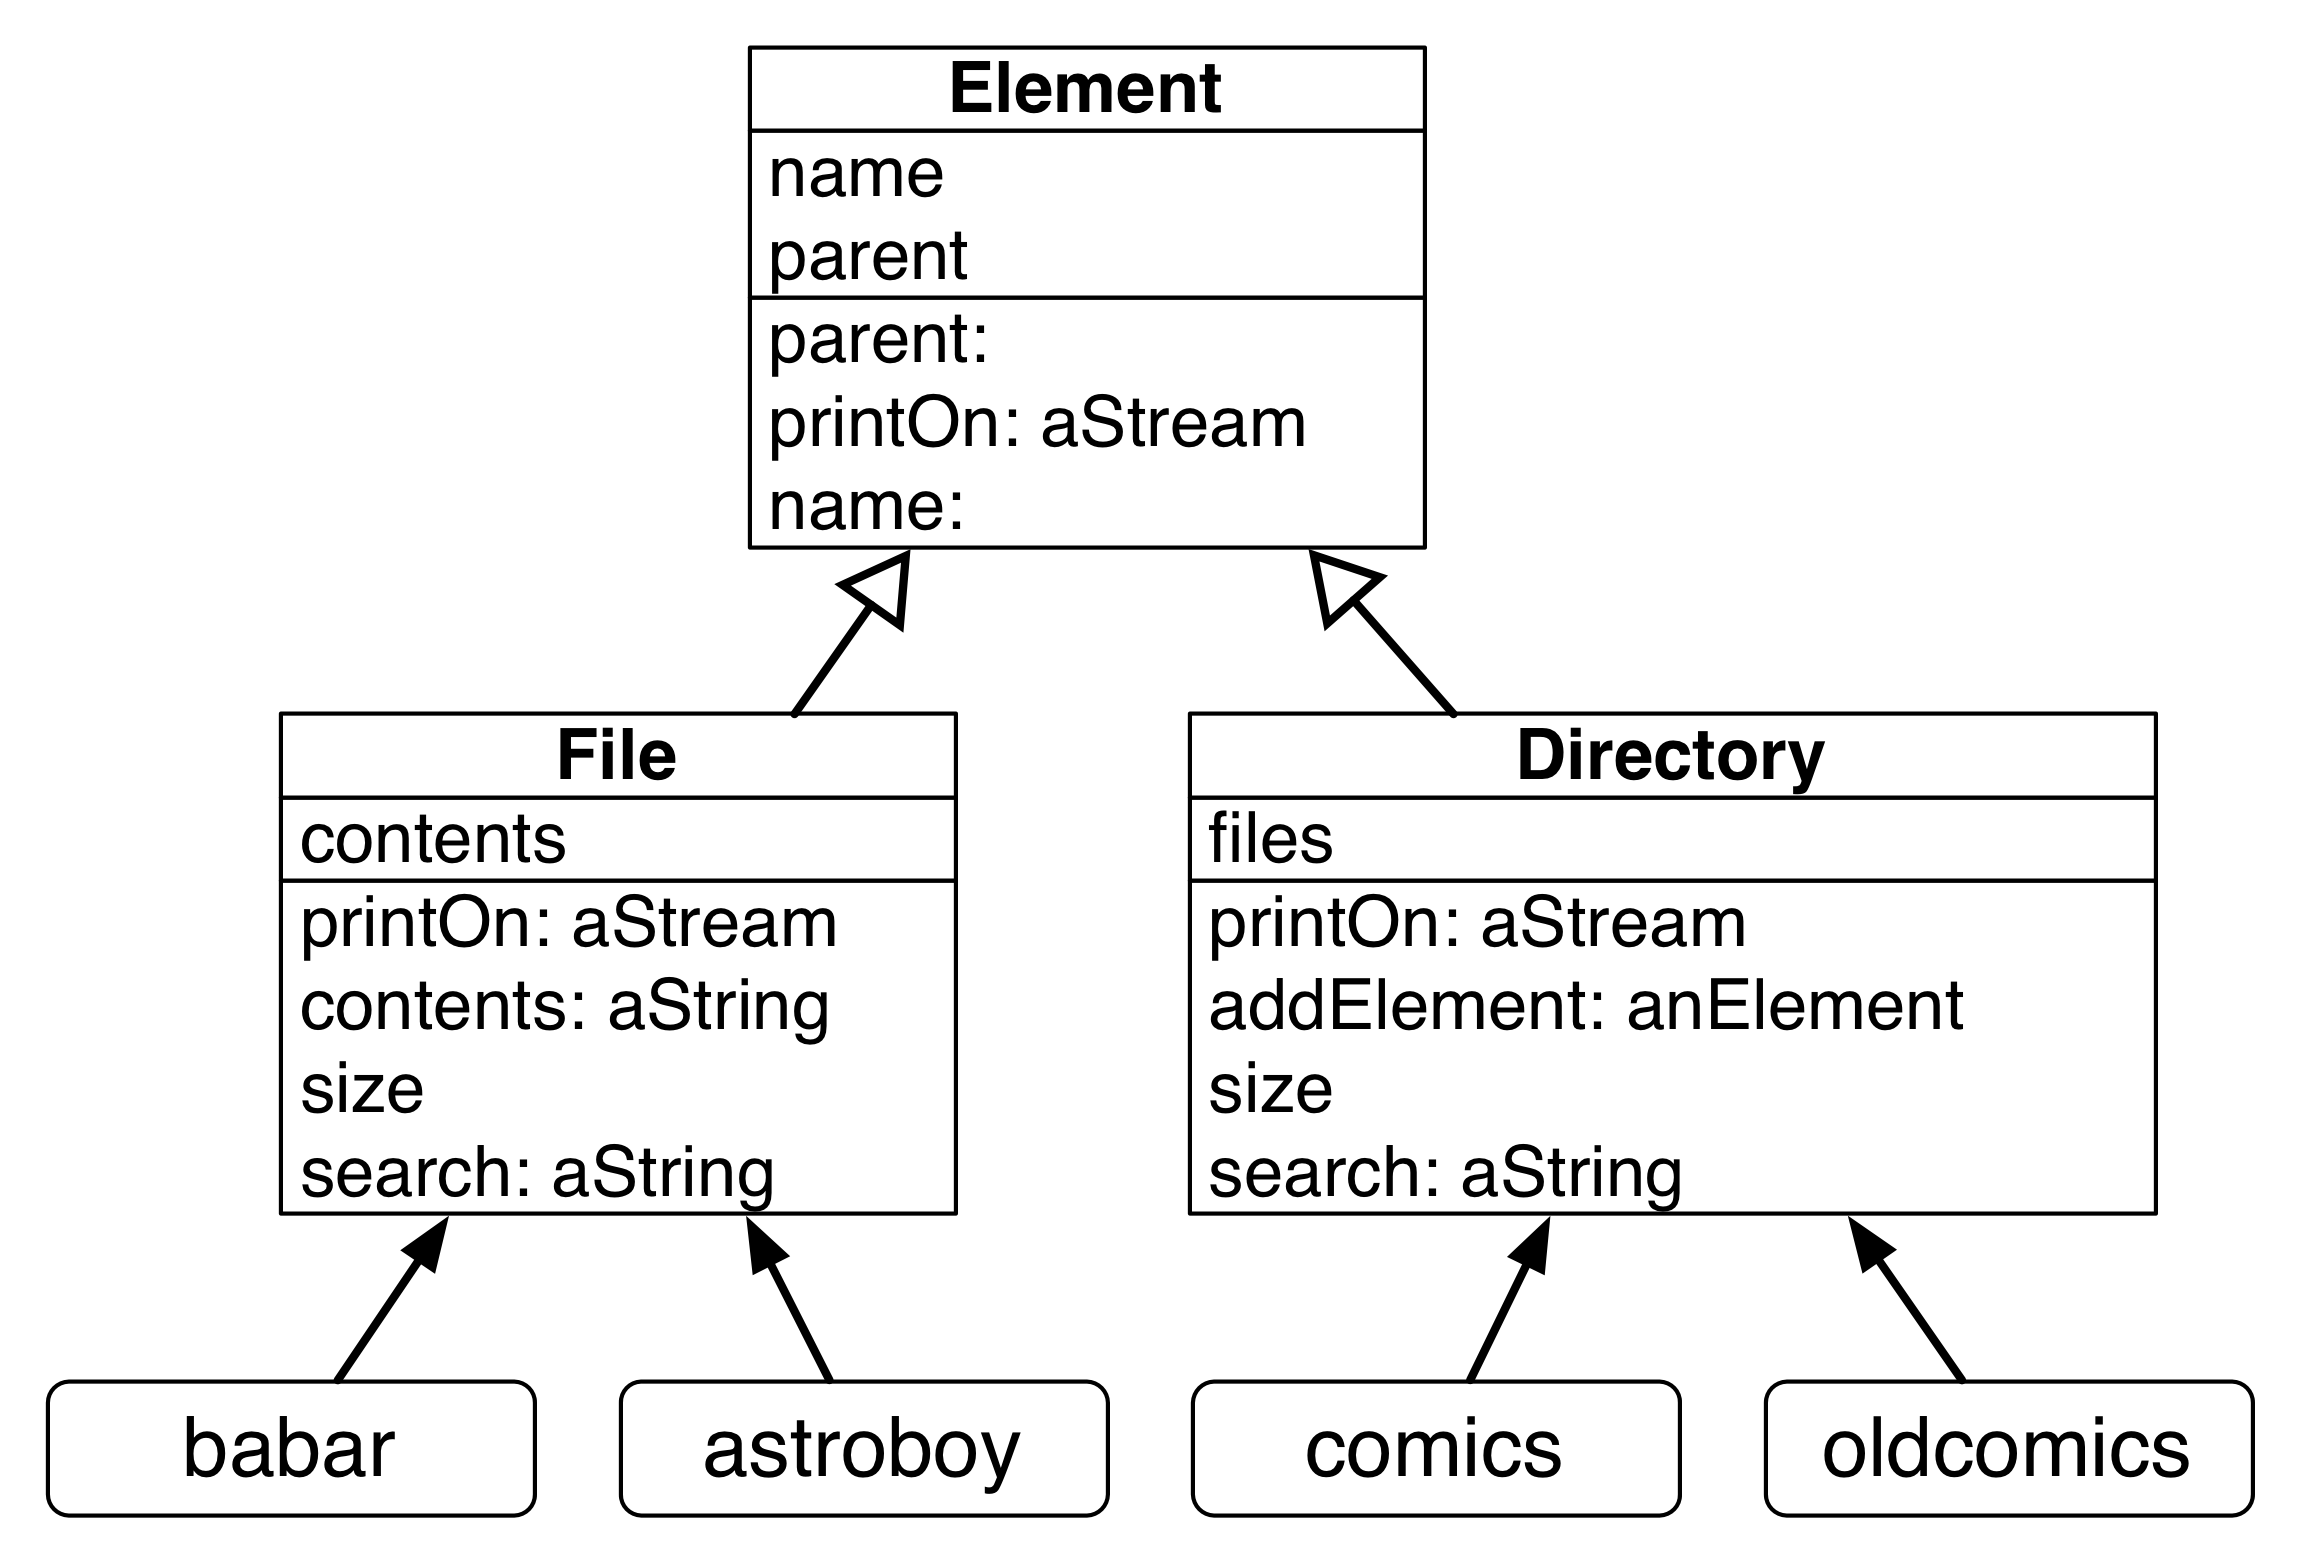 Element
name
parent
parent:
printOn: aStream
name:
File
contents
printOn: aStream
contents: aString
size
search: aString
Directory
files
printOn: aStream
addElement: anElement
size
search: aString
babar
astroboy
comics
oldcomics